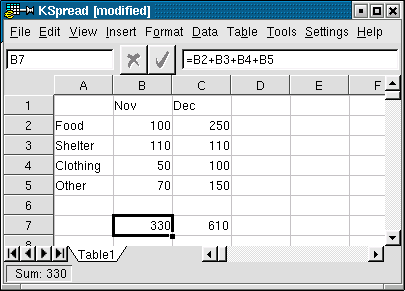 KSpread [modified]
File Edit View Insert Format Data Table Tools Settings Help
B7 =B2+B3+B4+B5
A B C D E F
1 Nov Dec
2 Food 100 250
3 Shelter 110 110
4 Clothing 50 100
5 Other 70 150
6
7 330 610
8
Table1
Sum: 330